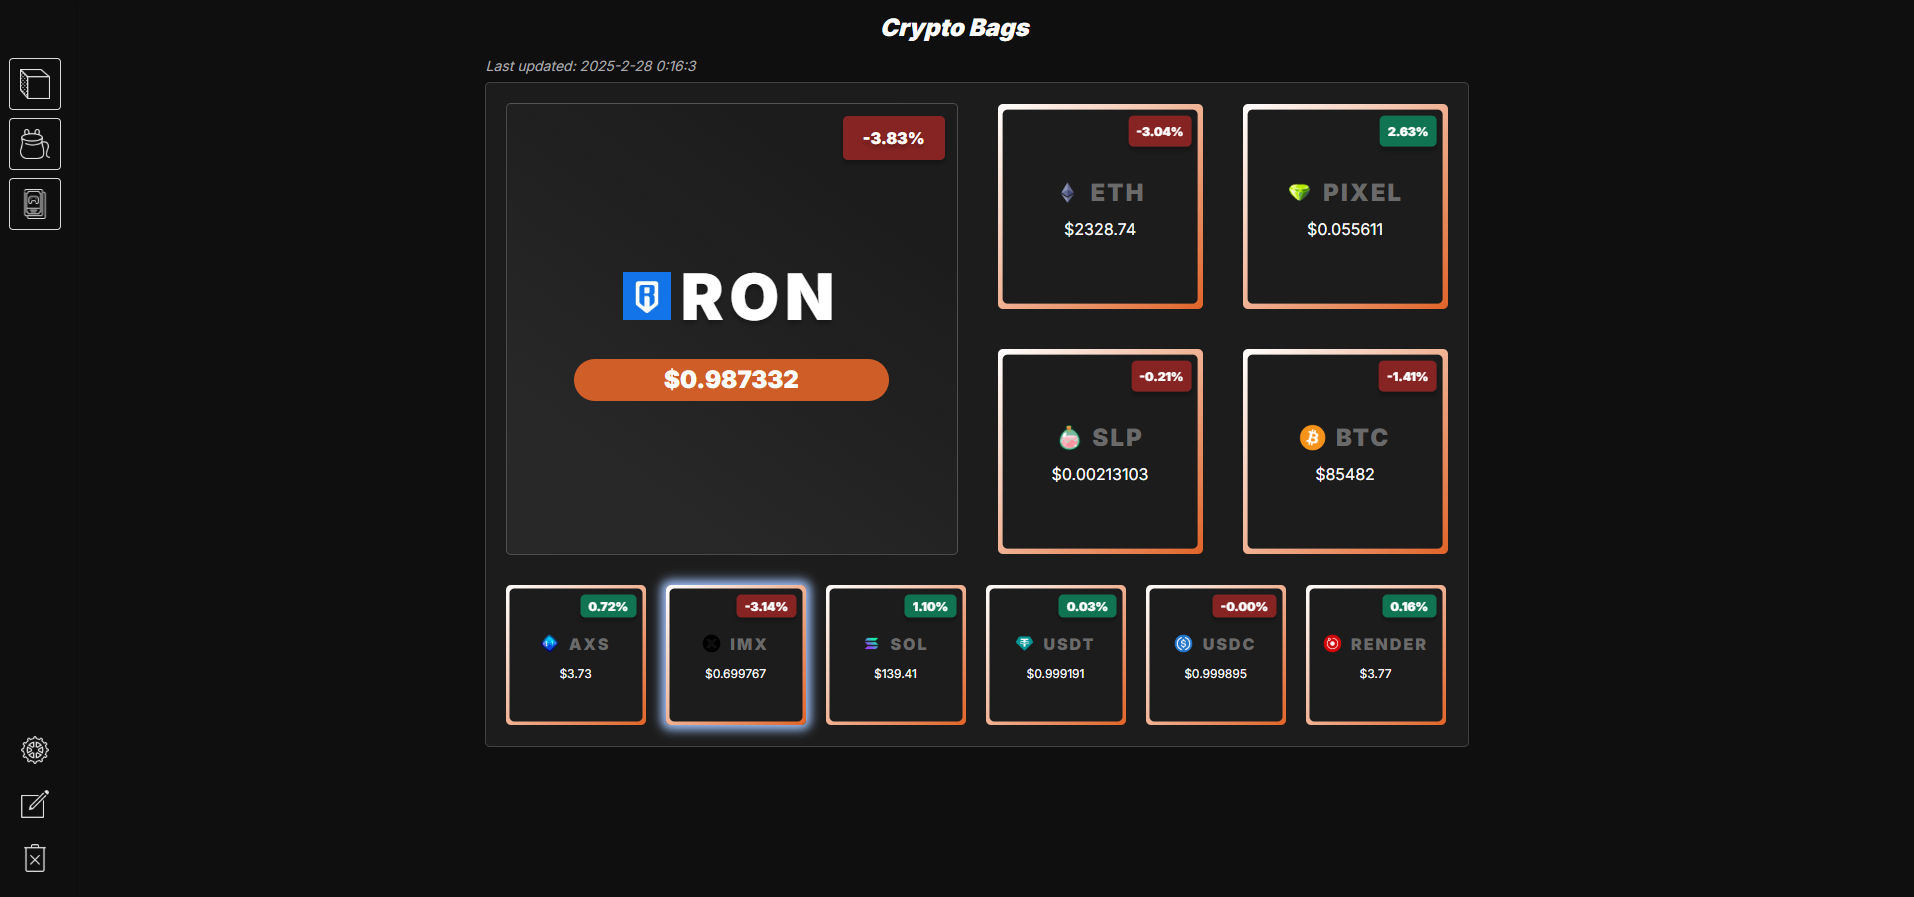 Crypto Bags
Last updated: 2025-2-28 0:16:3
-3.83%
RON
$0.987332
-3.04%
ETH
$2328.74
2.63%
PIXEL
$0.055611
-0.21%
SLP
$0.00213103
-1.41%
BTC
$85482
0.72%
AXS
$3.73
-3.14%
IMX
$0.699767
1.10%
SOL
$139.41
0.03%
USDT
$0.999191
-0.00%
USDC
$0.999895
0.16%
RENDER
$3.77